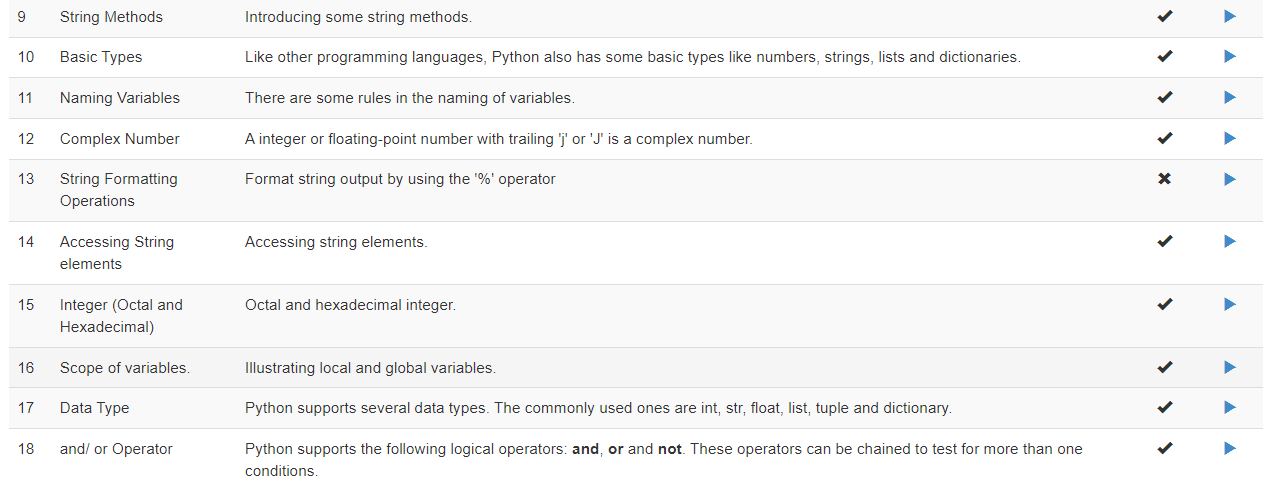 9 String Methods Introducing some string methods.
10 Basic Types Like other programming languages, Python also has some basic types like numbers, strings, lists and dictionaries.
11 Naming Variables There are some rules in the naming of variables.
12 Complex Number A integer or floating-point number with trailing 'j' or 'J' is a complex number.
13 String Formatting Format string output by using the '%' operator
Operations
14 Accessing String Accessing string elements.
elements
15 Integer (Octal and Octal and hexadecimal integer.
Hexadecimal)
16 Scope of variables. Illustrating local and global variables.
17 Data Type Python supports several data types. The commonly used ones are int, str, float, list, tuple and dictionary.
18 and/ or Operator Python supports the following logical operators: and, or and not. These operators can be chained to test for more than one
conditions.